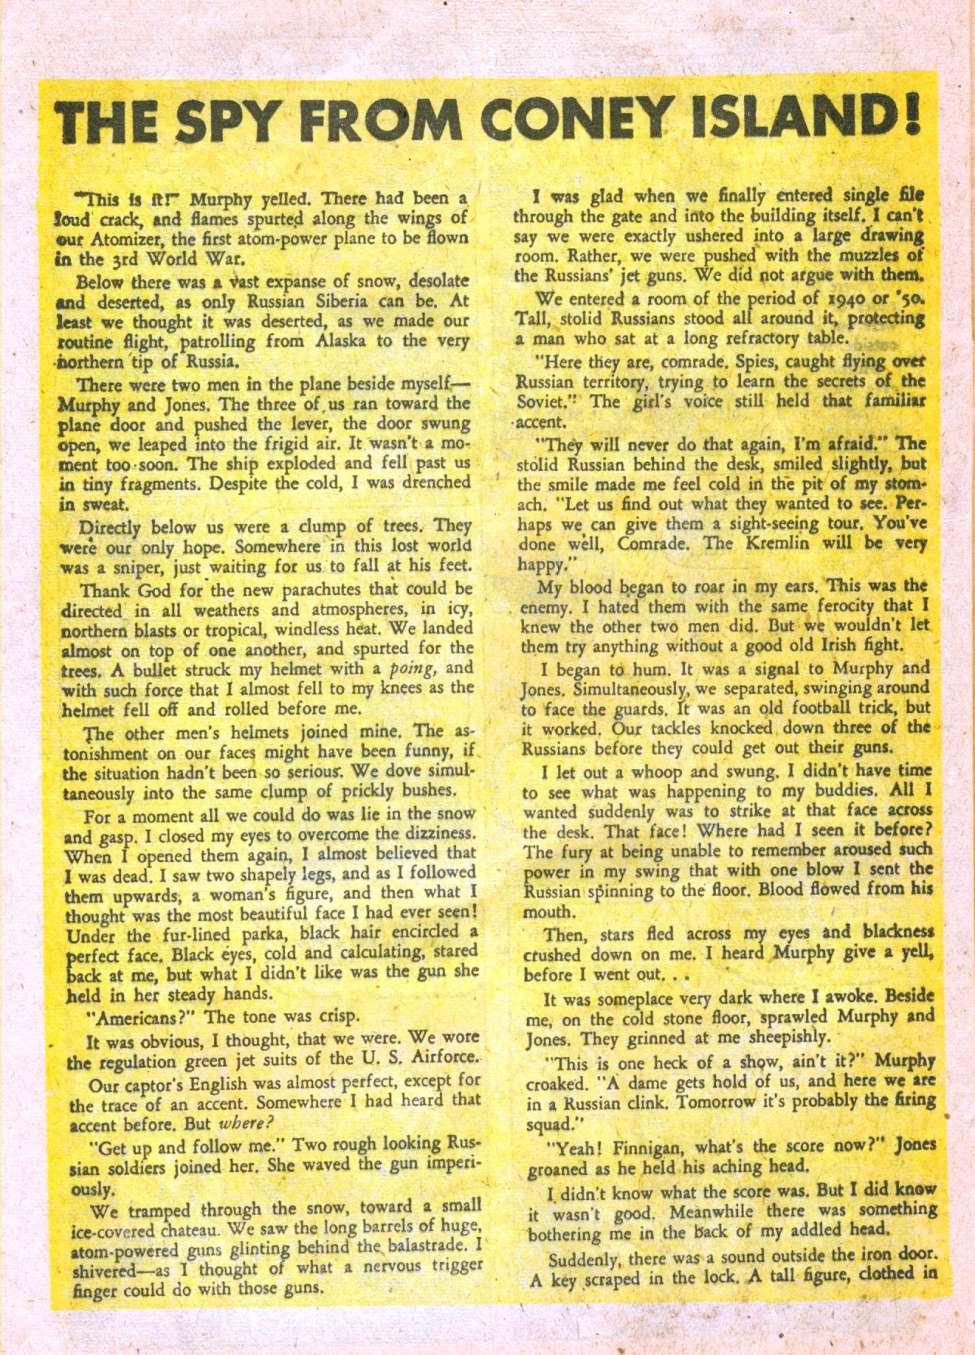 THE SPY FROM CONEY ISLAND!
"This is it!" Murphy yelled. There had been a
loud crack, and flames spurted along the wings of
our Atomizer, the first atom-power plane to be flown
in the 3rd World War.
Below there was a vast expanse of snow, desolate
and deserted, as only Russian Siberia can be. At
least we thought it was deserted, as we made our
routine flight, patrolling from Alaska to the very
northern tip of Russia.
There were two men in the plane beside myself—
Murphy and Jones. The three of us ran toward the
plane door and pushed the lever, the door swung
open, we leaped into the frigid air. It wasn't a mo-
ment too soon. The ship exploded and fell past us
in tiny fragments. Despite the cold, I was drenched
in sweat.
Directly below us were a clump of trees. They
were our only hope. Somewhere in this lost world
was a sniper, just waiting for us to fall at his feet.
Thank God for the new parachutes that could be
directed in all weathers and atmospheres, in icy,
northern blasts or tropical, windless heat. We landed
almost on top of one another, and spurted for the
trees. A bullet struck my helmet with a poing, and
with such force that I almost fell to my knees as the
helmet fell off and rolled before me.
The other men's helmets joined mine. The as-
tonishment on our faces might have been funny, if
the situation hadn't been so serious. We dove simul-
taneously into the same clump of prickly bushes.
For a moment all we could do was lie in the snow
and gasp. I closed my eyes to overcome the dizziness.
When I opened them again, I almost believed that
I was dead. I saw two shapely legs, and as I followed
them upwards, a woman's figure, and then what I
thought was the most beautiful face I had ever seen!
Under the fur-lined parka, black hair encircled a
perfect face. Black eyes, cold and calculating, stared
back at me, but what I didn't like was the gun she
held in her steady hands.
"Americans?" The tone was crisp.
It was obvious, I thought, that we were. We wore
the regulation green jet suits of the U. S. Airforce.
Our captor's English was almost perfect, except for
the trace of an accent. Somewhere I had heard that
accent before. But where?
"Get up and follow me." Two rough looking Rus-
sian soldiers joined her. She waved the gun imperi-
ously.
We tramped through the snow, toward a small
ice-covered chateau. We saw the long barrels of huge,
atom-powered guns glinting behind the balastrade. I
shivered—as I thought of what a nervous trigger
finger could do with those guns.
I was glad when we finally entered single file
through the gate and into the building itself. I can't
say we were exactly ushered into a large drawing
room. Rather, we were pushed with the muzzles of
the Russians' jet guns. We did not argue with them.
We entered a room of the period of 1940 or '50.
Tall, stolid Russians stood all around it, protecting
a man who sat at a long refractory table.
"Here they are, comrade. Spies, caught flying over
Russian territory, trying to learn the secrets of the
Soviet." The girl's voice still held that familiar
accent.
"They will never do that again, I'm afraid." The
stolid Russian behind the desk, smiled slightly, but
the smile made me feel cold in the pit of my stom-
ach. "Let us find out what they wanted to see. Per-
haps we can give them a sight-seeing tour. You've
done well, Comrade. The Kremlin will be very
happy."
My blood began to roar in my ears. This was the
enemy. I hated them with the same ferocity that I
knew the other two men did. But we wouldn't let
them try anything without a good old Irish fight.
I began to hum. It was a signal to Murphy and
Jones. Simultaneously, we separated, swinging around
to face the guards. It was an old football trick, but
it worked. Our tackles knocked down three of the
Russians before they could get out their guns.
I let out a whoop and swung. I didn't have time
to see what was happening to my buddies. All I
wanted suddenly was to strike at that face across
the desk. That face! Where had I seen it before?
The fury at being unable to remember aroused such
power in my swing that with one blow I sent the
Russian spinning to the floor. Blood flowed from his
mouth.
Then, stars fled across my eyes and blackness
crushed down on me. I heard Murphy give a yell,
before I went out. . .
It was someplace very dark where I awoke. Beside
me, on the cold stone floor, sprawled Murphy and
Jones. They grinned at me sheepishly.
"This is one heck of a show, ain't it?" Murphy
croaked. "A dame gets hold of us, and here we are
in a Russian clink. Tomorrow it's probably the firing
squad."
"Yeah! Finnigan, what's the score now?" Jones
groaned as he held his aching head.
I didn't know what the score was. But I did know
it wasn't good. Meanwhile there was something
bothering me in the back of my addled head.
Suddenly, there was a sound outside the iron door.
A key scraped in the lock. A tall figure, clothed in